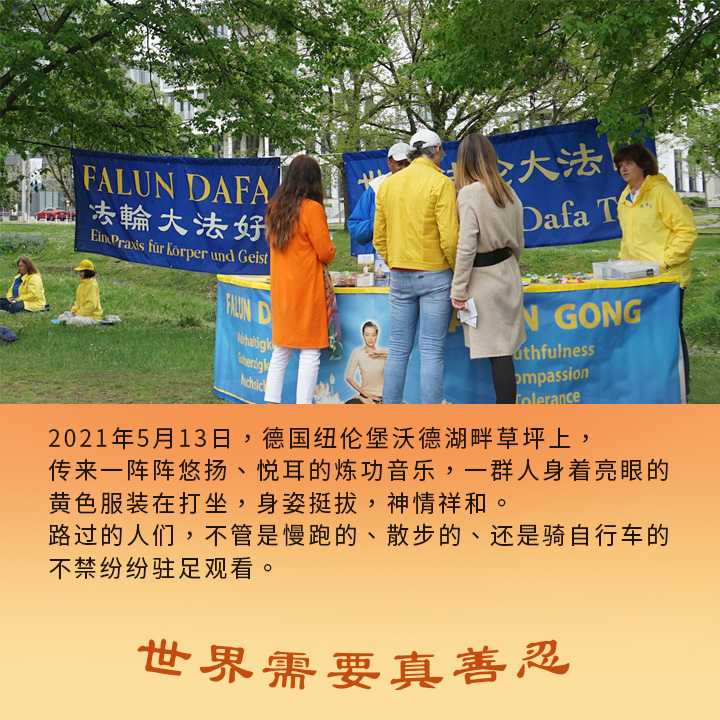 FALUN DAFA
法輪大法好
Eine Praxis für Körper und Geist
大法
Dafa T
FALUN D
N GONG
uthfulness
ompassion
Tolerance
2021年5月13日，德国纽伦堡沃德湖畔草坪上，
传来一阵阵悠扬、悦耳的炼功音乐，一群人身着亮眼的
黄色服装在打坐，身姿挺拔，神情祥和。
路过的人们，不管是慢跑的、散步的、还是骑自行车的
不禁纷纷驻足观看。
世界需要真善忍